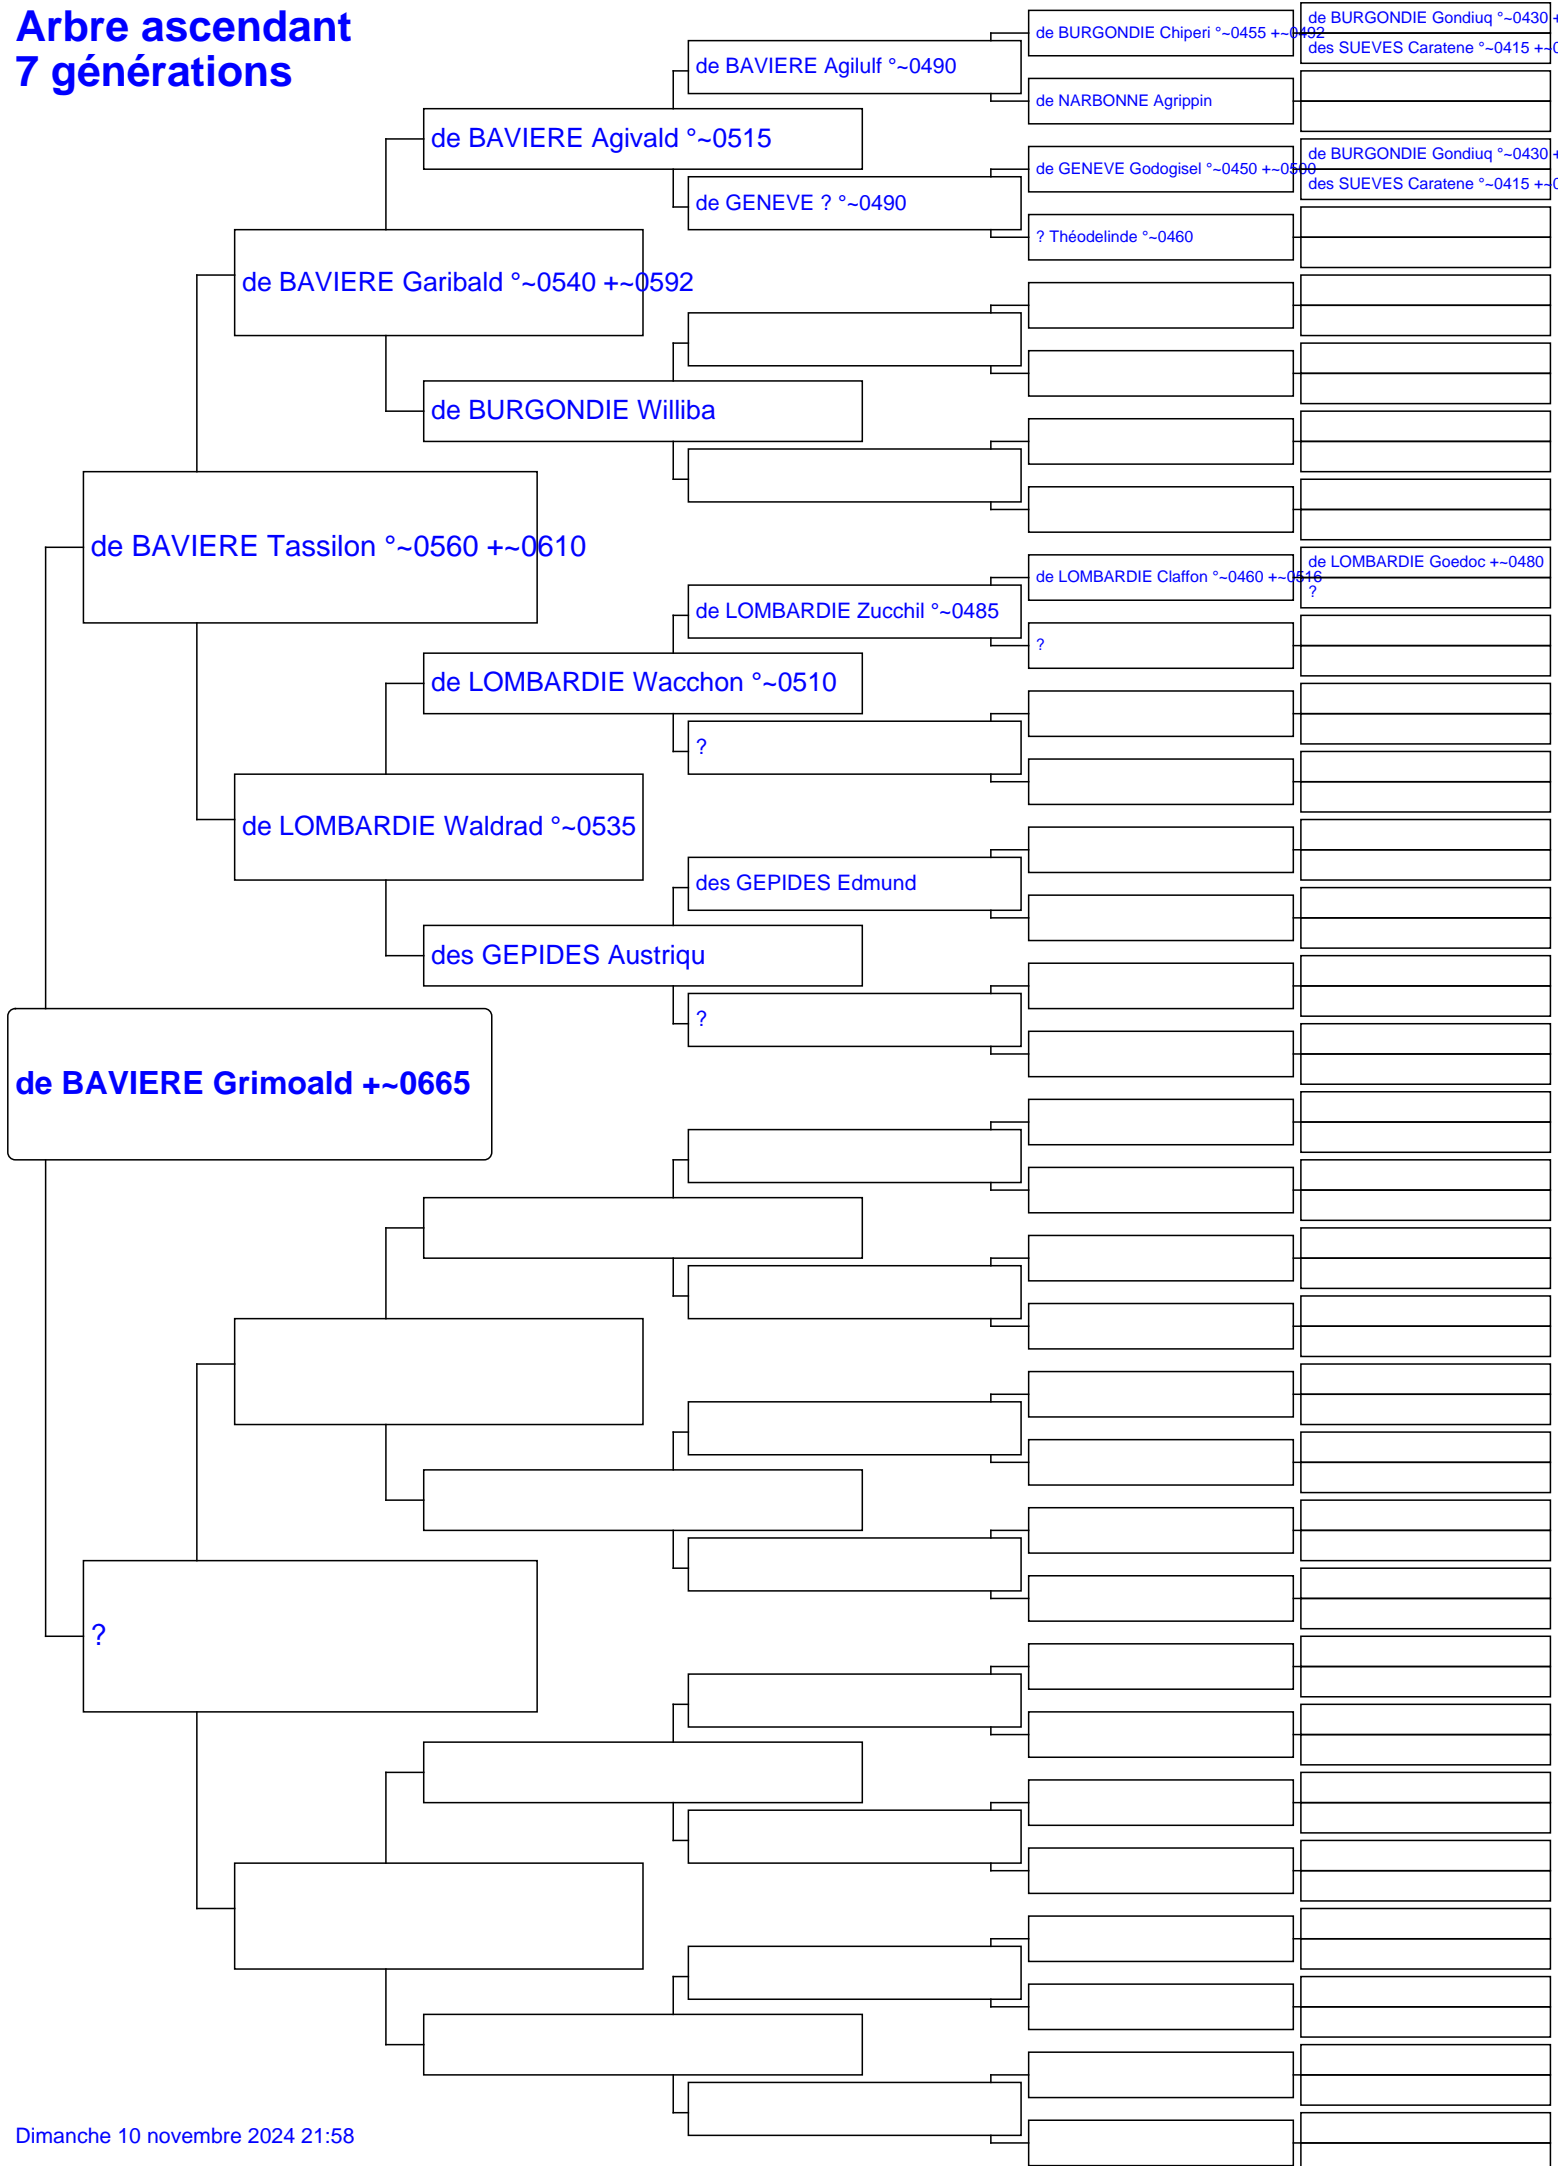 Arbre ascendant
7 générations
de BURGONDIE Chiperi °~0455 +~0492
de BURGONDIE Gondiuq °~0430 +
des SUEVES Caratene °~0415 +~0
de BAVIERE Agilulf °~0490
de NARBONNE Agrippin
de BAVIERE Agivald °~0515
de GENEVE Godogisel °~0450 +~0500
de BURGONDIE Gondiuq °~0430 +
des SUEVES Caratene °~0415 +~0
de GENEVE ? °~0490
? Théodelinde °~0460
de BAVIERE Garibald °~0540 +~0592
de BURGONDIE Williba
de BAVIERE Tassilon °~0560 +~0610
de LOMBARDIE Claffon °~0460 +~0516
de LOMBARDIE Goedoc +~0480
?
de LOMBARDIE Zucchil °~0485
?
de LOMBARDIE Wacchon °~0510
?
de LOMBARDIE Waldrad °~0535
des GEPIDES Edmund
des GEPIDES Austriqu
?
de BAVIERE Grimoald +~0665
?
Dimanche 10 novembre 2024 21:58